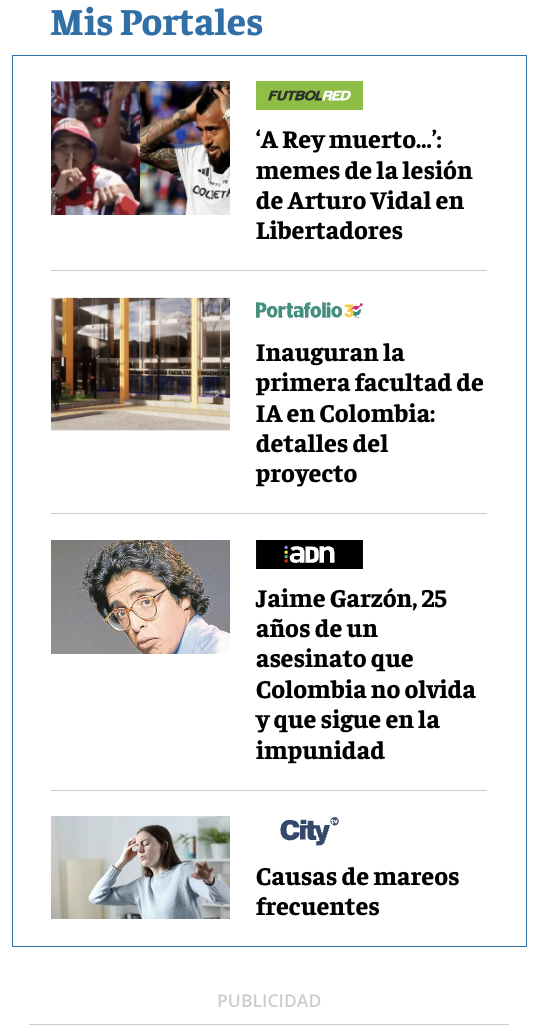 Mis Portales
FUTBOLRED
‘A Rey muerto...’:
memes de la lesión
de Arturo Vidal en
Libertadores
Portafolio 30
Inauguran la
primera facultad de
IA en Colombia:
detalles del
proyecto
adn
Jaime Garzón, 25
años de un
asesinato que
Colombia no olvida
y que sigue en la
impunidad
City tv
Causas de mareos
frecuentes
PUBLICIDAD